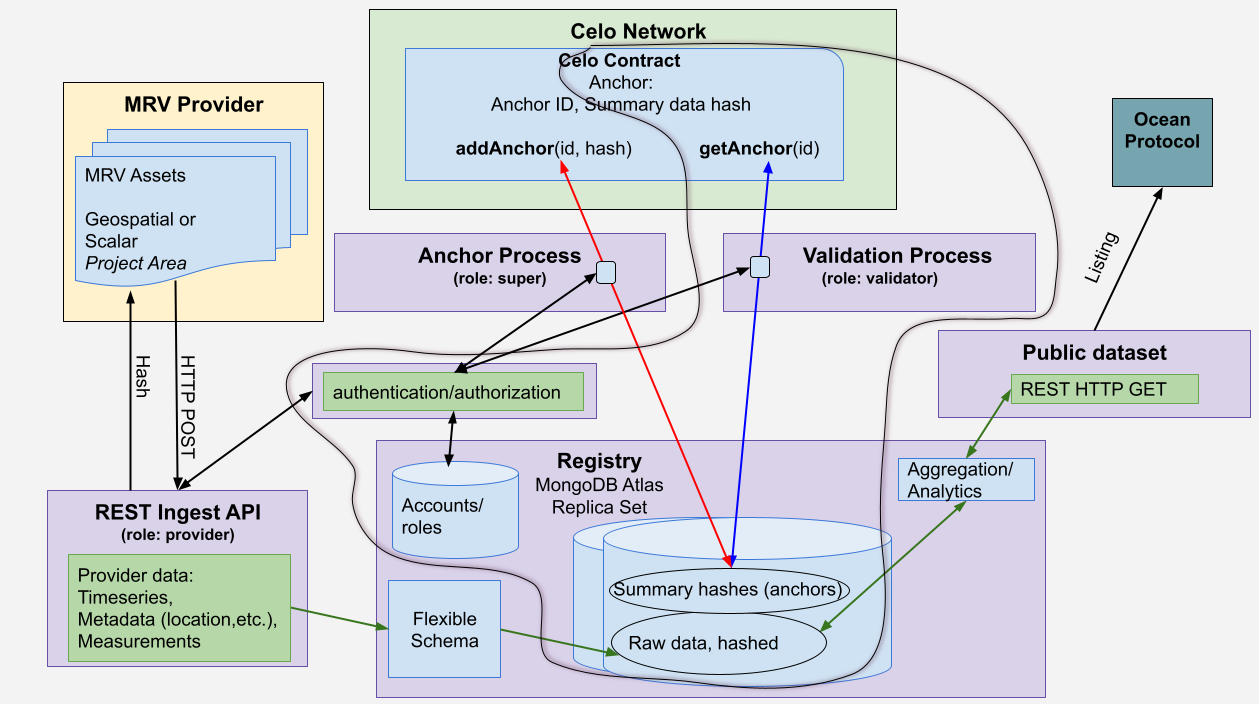 Celo Network
Celo Contract
Anchor:
Anchor ID, Summary data hash
addAnchor(id, hash)
getAnchor(id)
MRV Provider
MRV Assets
Geospatial or
Scalar
Project Area
Ocean
Protocol
Anchor Process
(role: super)
Validation Process
(role: validator)
Listing
Hash
HTTP POST
Public dataset
REST HTTP GET
authentication/authorization
Registry
MongoDB Atlas
Replica Set
Accounts/
roles
Aggregation/
Analytics
REST Ingest API
(role: provider)
Provider data:
Timeseries,
Metadata (location,etc.),
Measurements
Flexible
Schema
Summary hashes (anchors)
Raw data, hashed